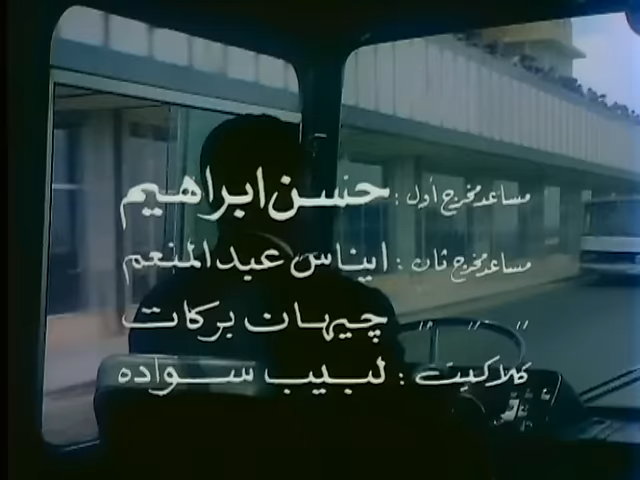 مساعد مخرج أول : حسن ابراهيم
مساعد مخرج ثان : ايناس عبد المنعم
" " " چيهان بركات
كلاكيت : لبيب سواده